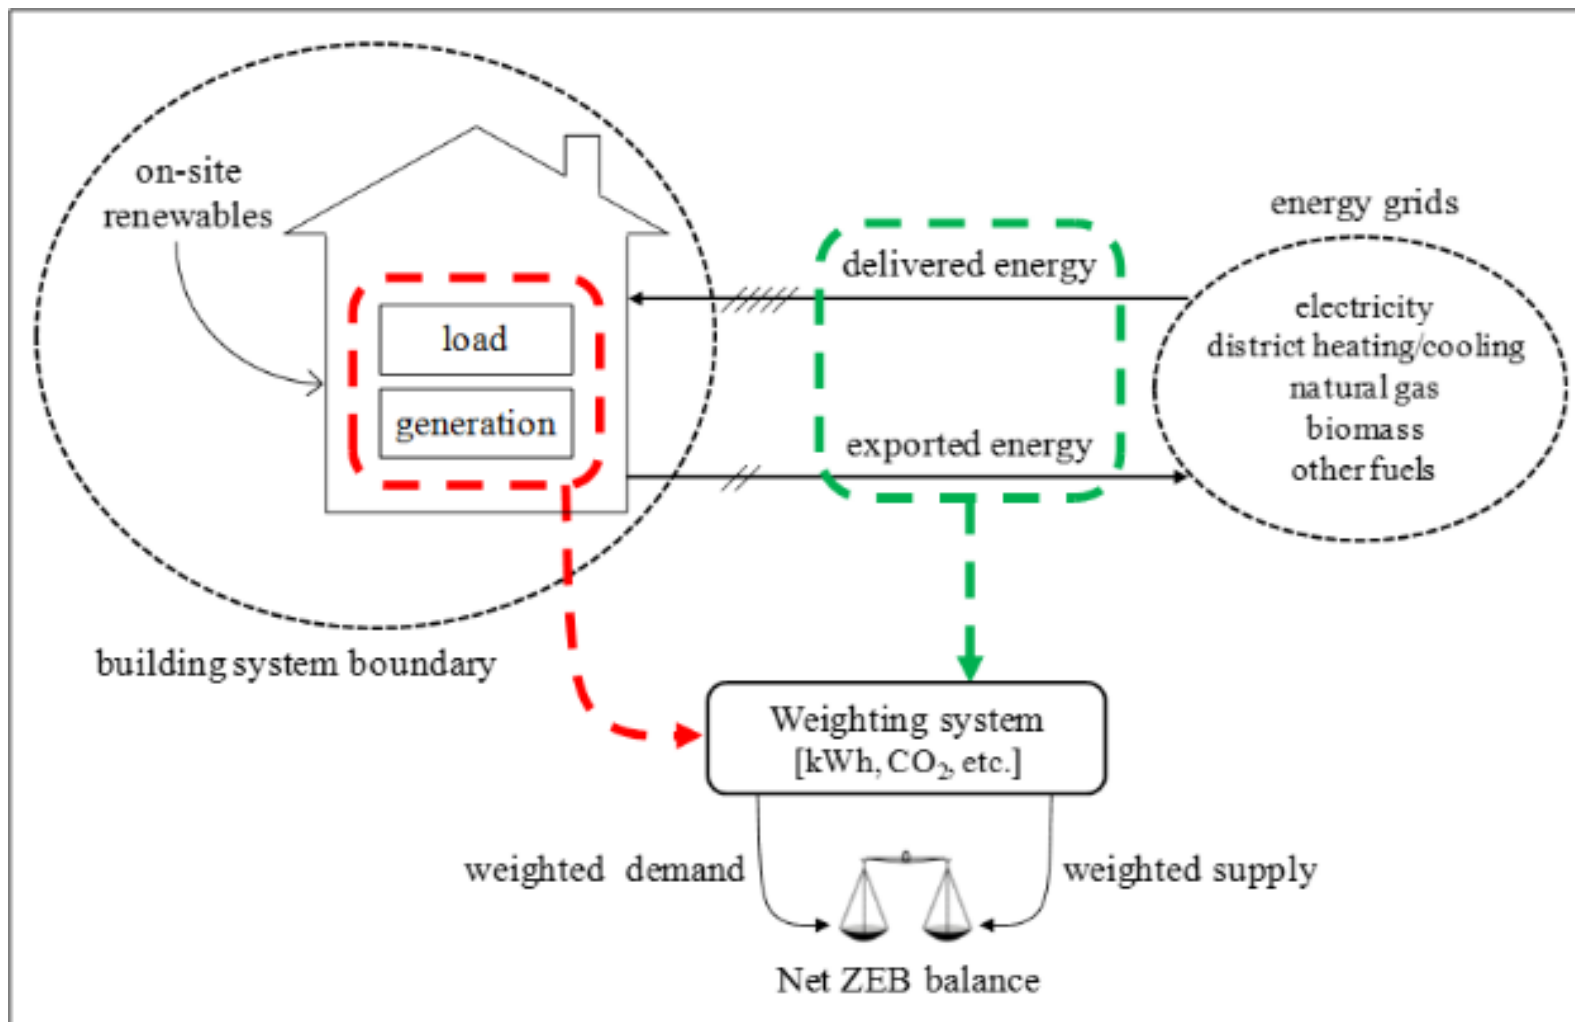 on-site
renewables
load
generation
building system boundary
delivered energy
exported energy
energy grids
electricity
district heating/cooling
natural gas
biomass
other fuels
Weighting system
[kWh, CO₂, etc.]
weighted demand
0
weighted supply
Net ZEB balance